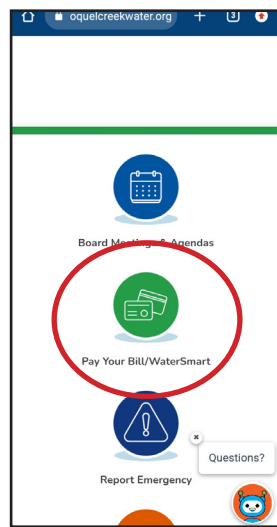 oquelcreekwater.org
3
Board Meetings & Agendas
Pay Your Bill/WaterSmart
Report Emergency
Questions?